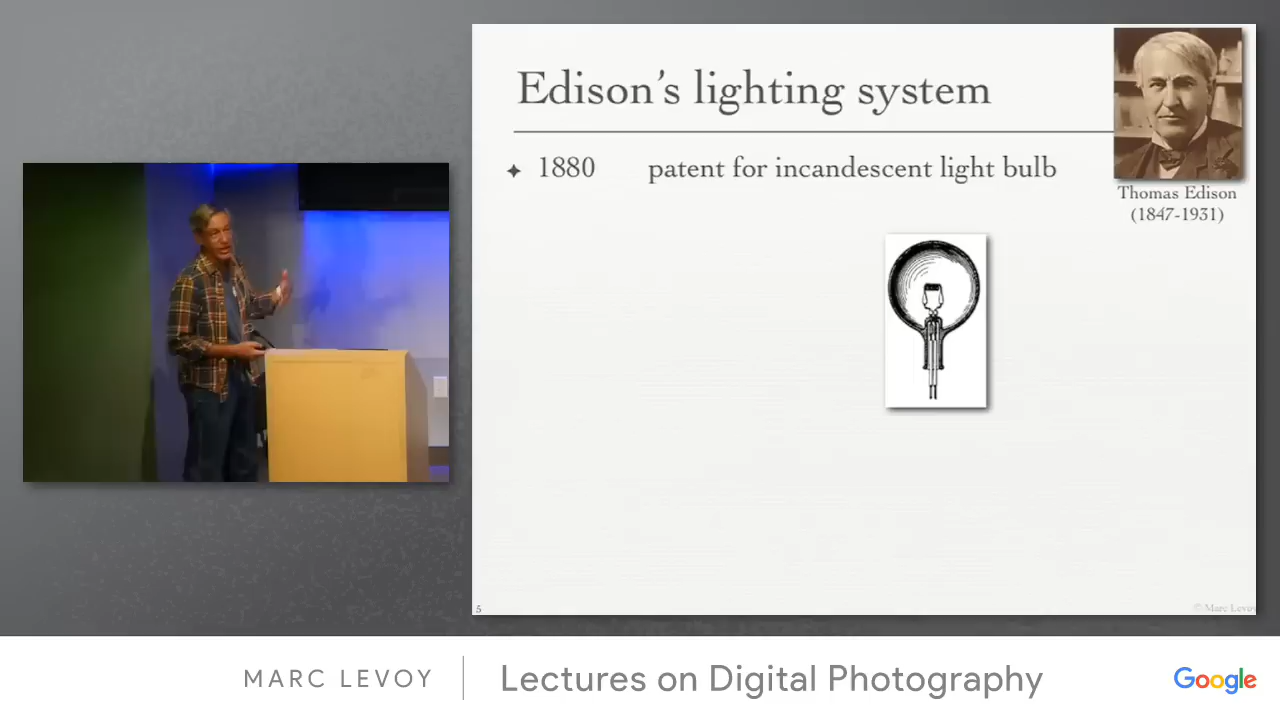 Edison's lighting system
✦ 1880 patent for incandescent light bulb
Thomas Edison
(1847-1931)
5
© Marc Levoy
MARC LEVOY
Lectures on Digital Photography
Google